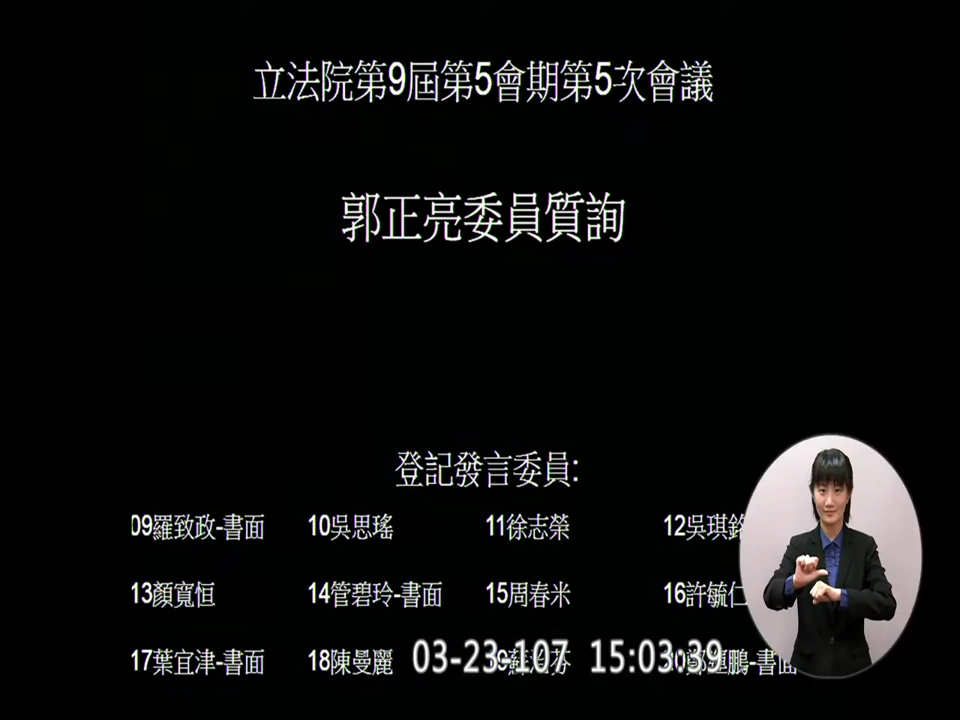 立法院第9屆第5會期第5次會議
郭正亮委員質詢
登記發言委員:
09羅致政-書面 10吳思瑤 11徐志榮 12吳琪銘
13顏寬恒 14管碧玲-書面 15周春米 16許毓仁
17葉宜津-書面 18陳曼麗 鵬-書面
03-23-107 15:03:39